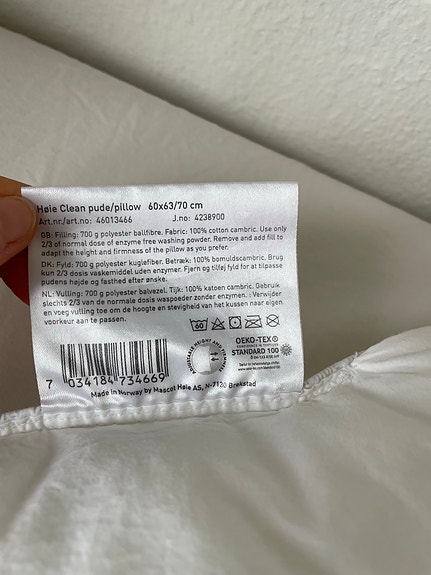 Høie Clean pude/pillow 60x63/70 cm
Art.nr./art.no: 46013466 J.no: 4238900
GB: Filling: 700 g polyester ballfibre. Fabric: 100% cotton cambric. Use only
2/3 of normal dose of enzyme free washing powder. Remove and add fill to
adapt the height and firmness of the pillow as you prefer.
DK: Fyld: 700 g polyester kuglefiber. Betræk: 100% bomuldscambric. Brug
kun 2/3 dosis vaskemiddel uden enzymer. Fjern og tilføj fyld for at tilpasse
pudens højde og fasthed efter ønske.
NL: Vulling: 700 g polyester balvezel. Tijk: 100% katoen cambric. Gebruik
slechts 2/3 van de normale dosis waspoeder zonder enzymen. : Verwijder
en voeg vulling toe om de hoogte en stevigheid van het kussen naar eigen
voorkeur aan te passen.
60
OEKO-TEX®
CONFIDENCE IN TEXTILES
STANDARD 100
7 034184 734669
Made in Norway by Mascot Høie AS, N-7120 Brekstad